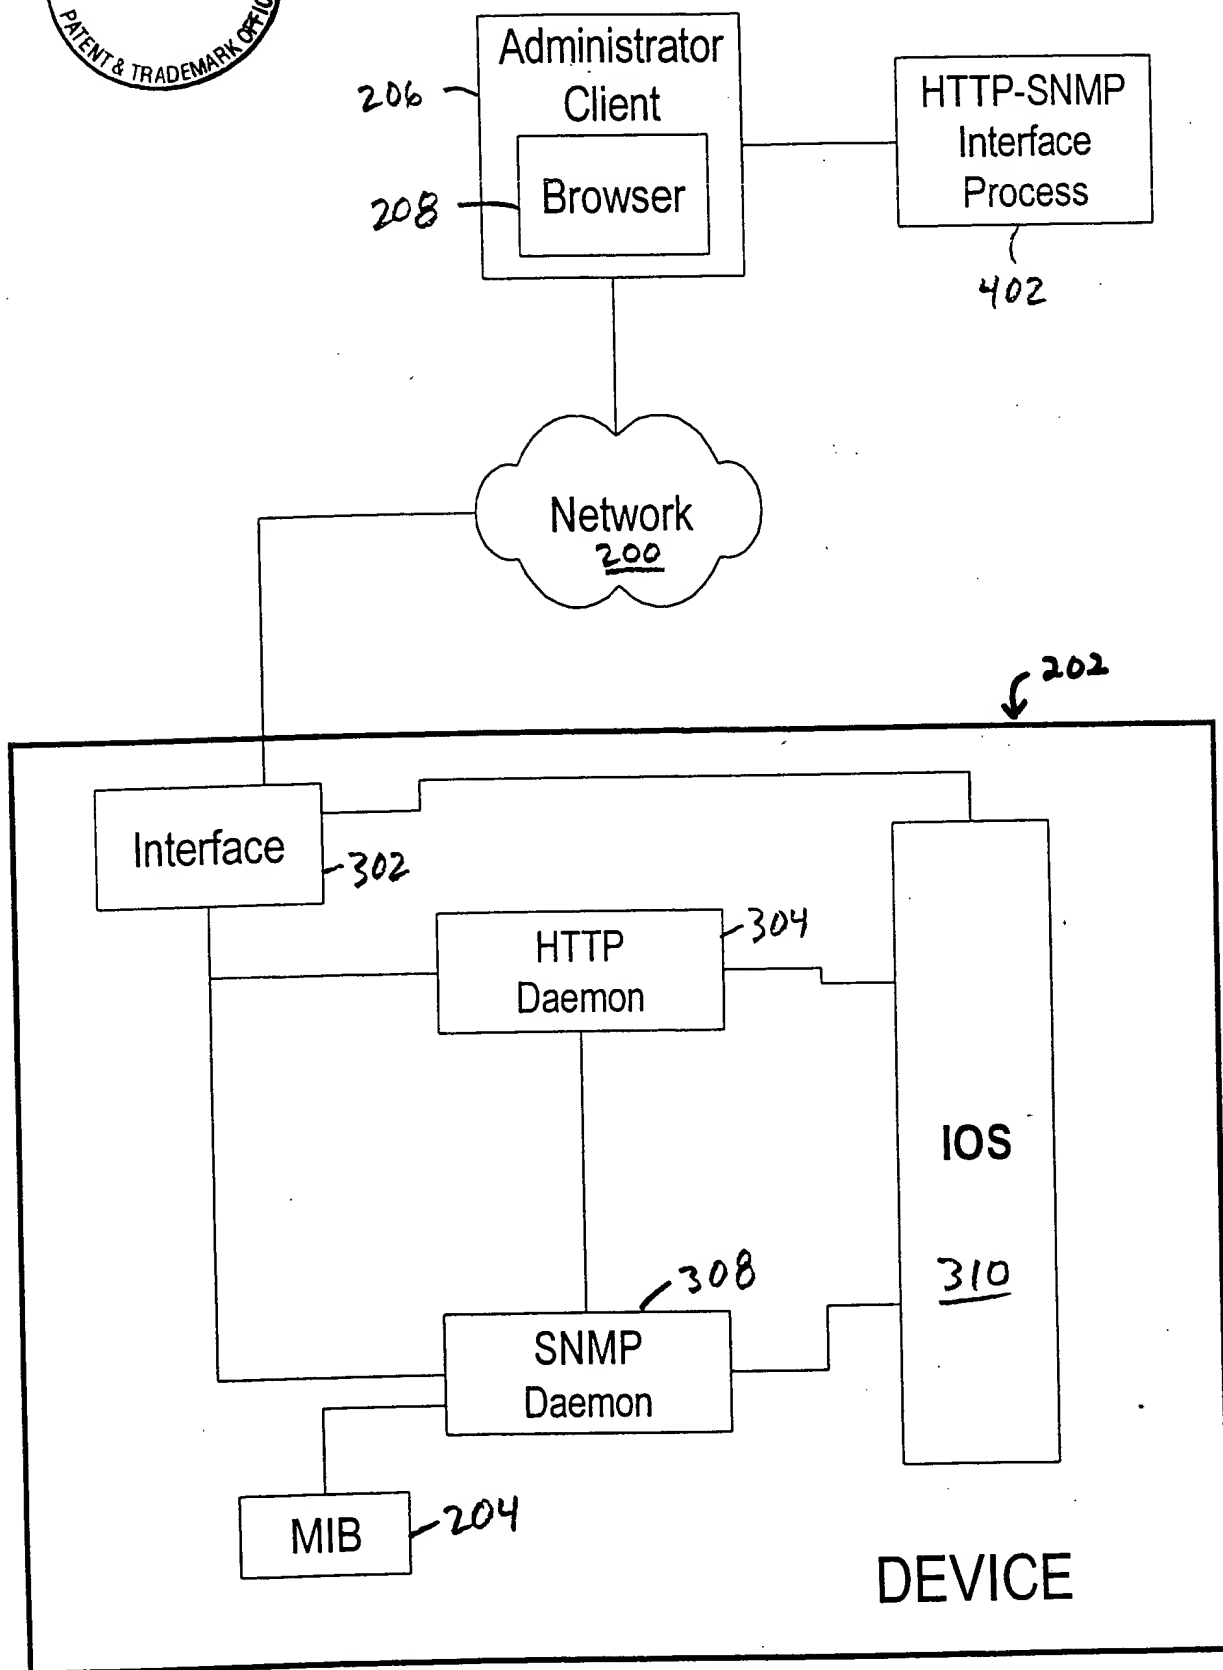 PATENT & TRADEMARK
Administrator
Client
206
Browser
208
HTTP-SNMP
Interface
Process
402
Network
200
202
Interface
302
HTTP
Daemon
304
IOS
310
308
SNMP
Daemon
MIB
204
DEVICE